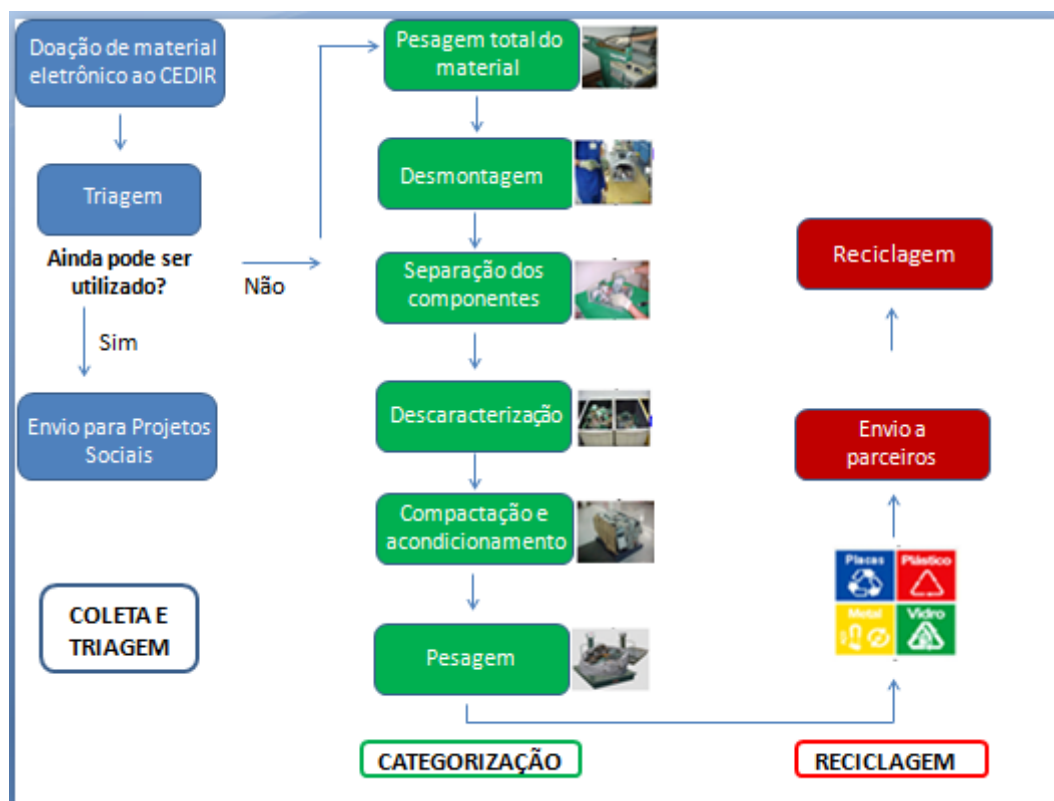 Doação de material
eletrônico ao CEDIR
Triagem
Ainda pode ser
utilizado?
Não
Sim
Envio para Projetos
Sociais
COLETA E
TRIAGEM
Pesagem total do
material
Desmontagem
Separação dos
componentes
Descaracterização
Compactação e
acondicionamento
Pesagem
CATEGORIZAÇÃO
Reciclagem
Envio a
parceiros
Placas
Plástico
Metal
Vidro
RECICLAGEM